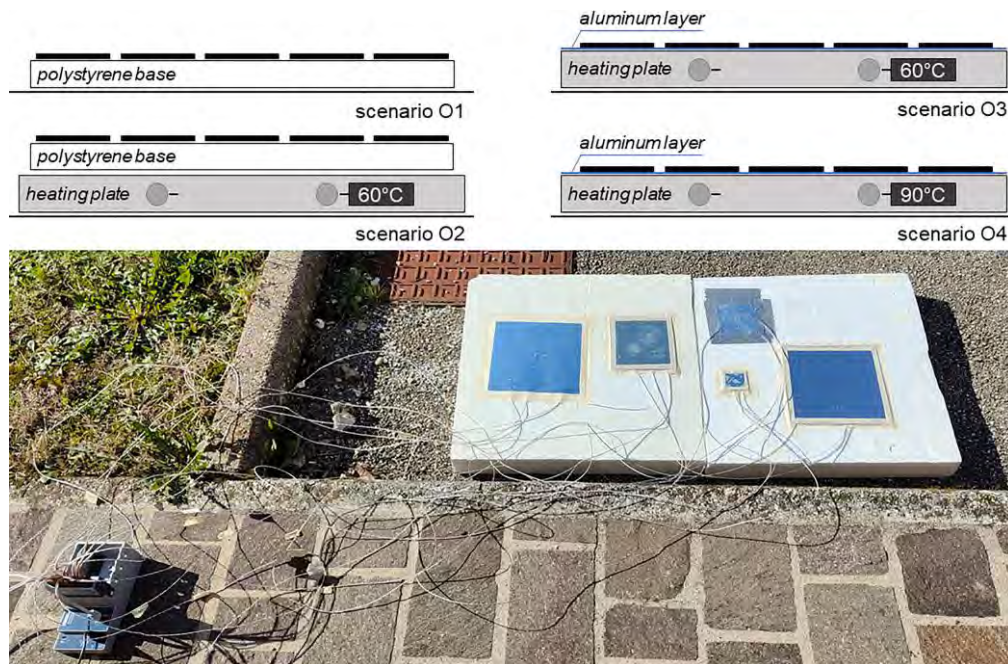 polystyrene base
scenario O1
polystyrene base
heating plate
60°C
scenario O2
aluminum layer
heating plate
60°C
scenario O3
aluminum layer
heating plate
90°C
scenario O4